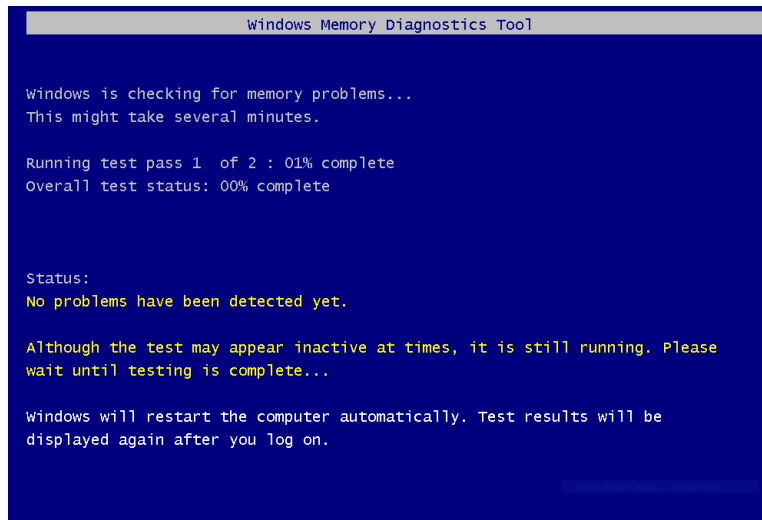 Windows Memory Diagnostics Tool
Windows is checking for memory problems...
This might take several minutes.
Running test pass 1  of 2 : 01% complete
Overall test status: 00% complete
Status:
No problems have been detected yet.
Although the test may appear inactive at times, it is still running. Please
wait until testing is complete...
Windows will restart the computer automatically. Test results will be
displayed again after you log on.